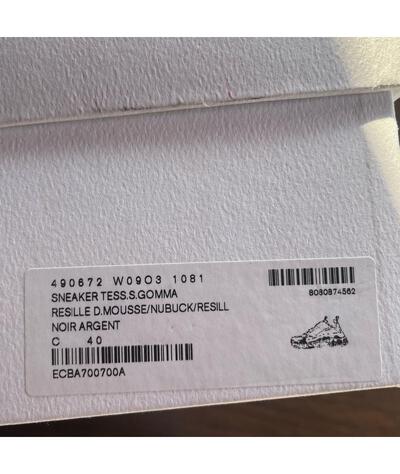 490672 W09O3 1081
8080874562
SNEAKER TESS.S.GOMMA
RESILLE D.MOUSSE/NUBUCK/RESILL
NOIR ARGENT
C 40
ECBA700700A